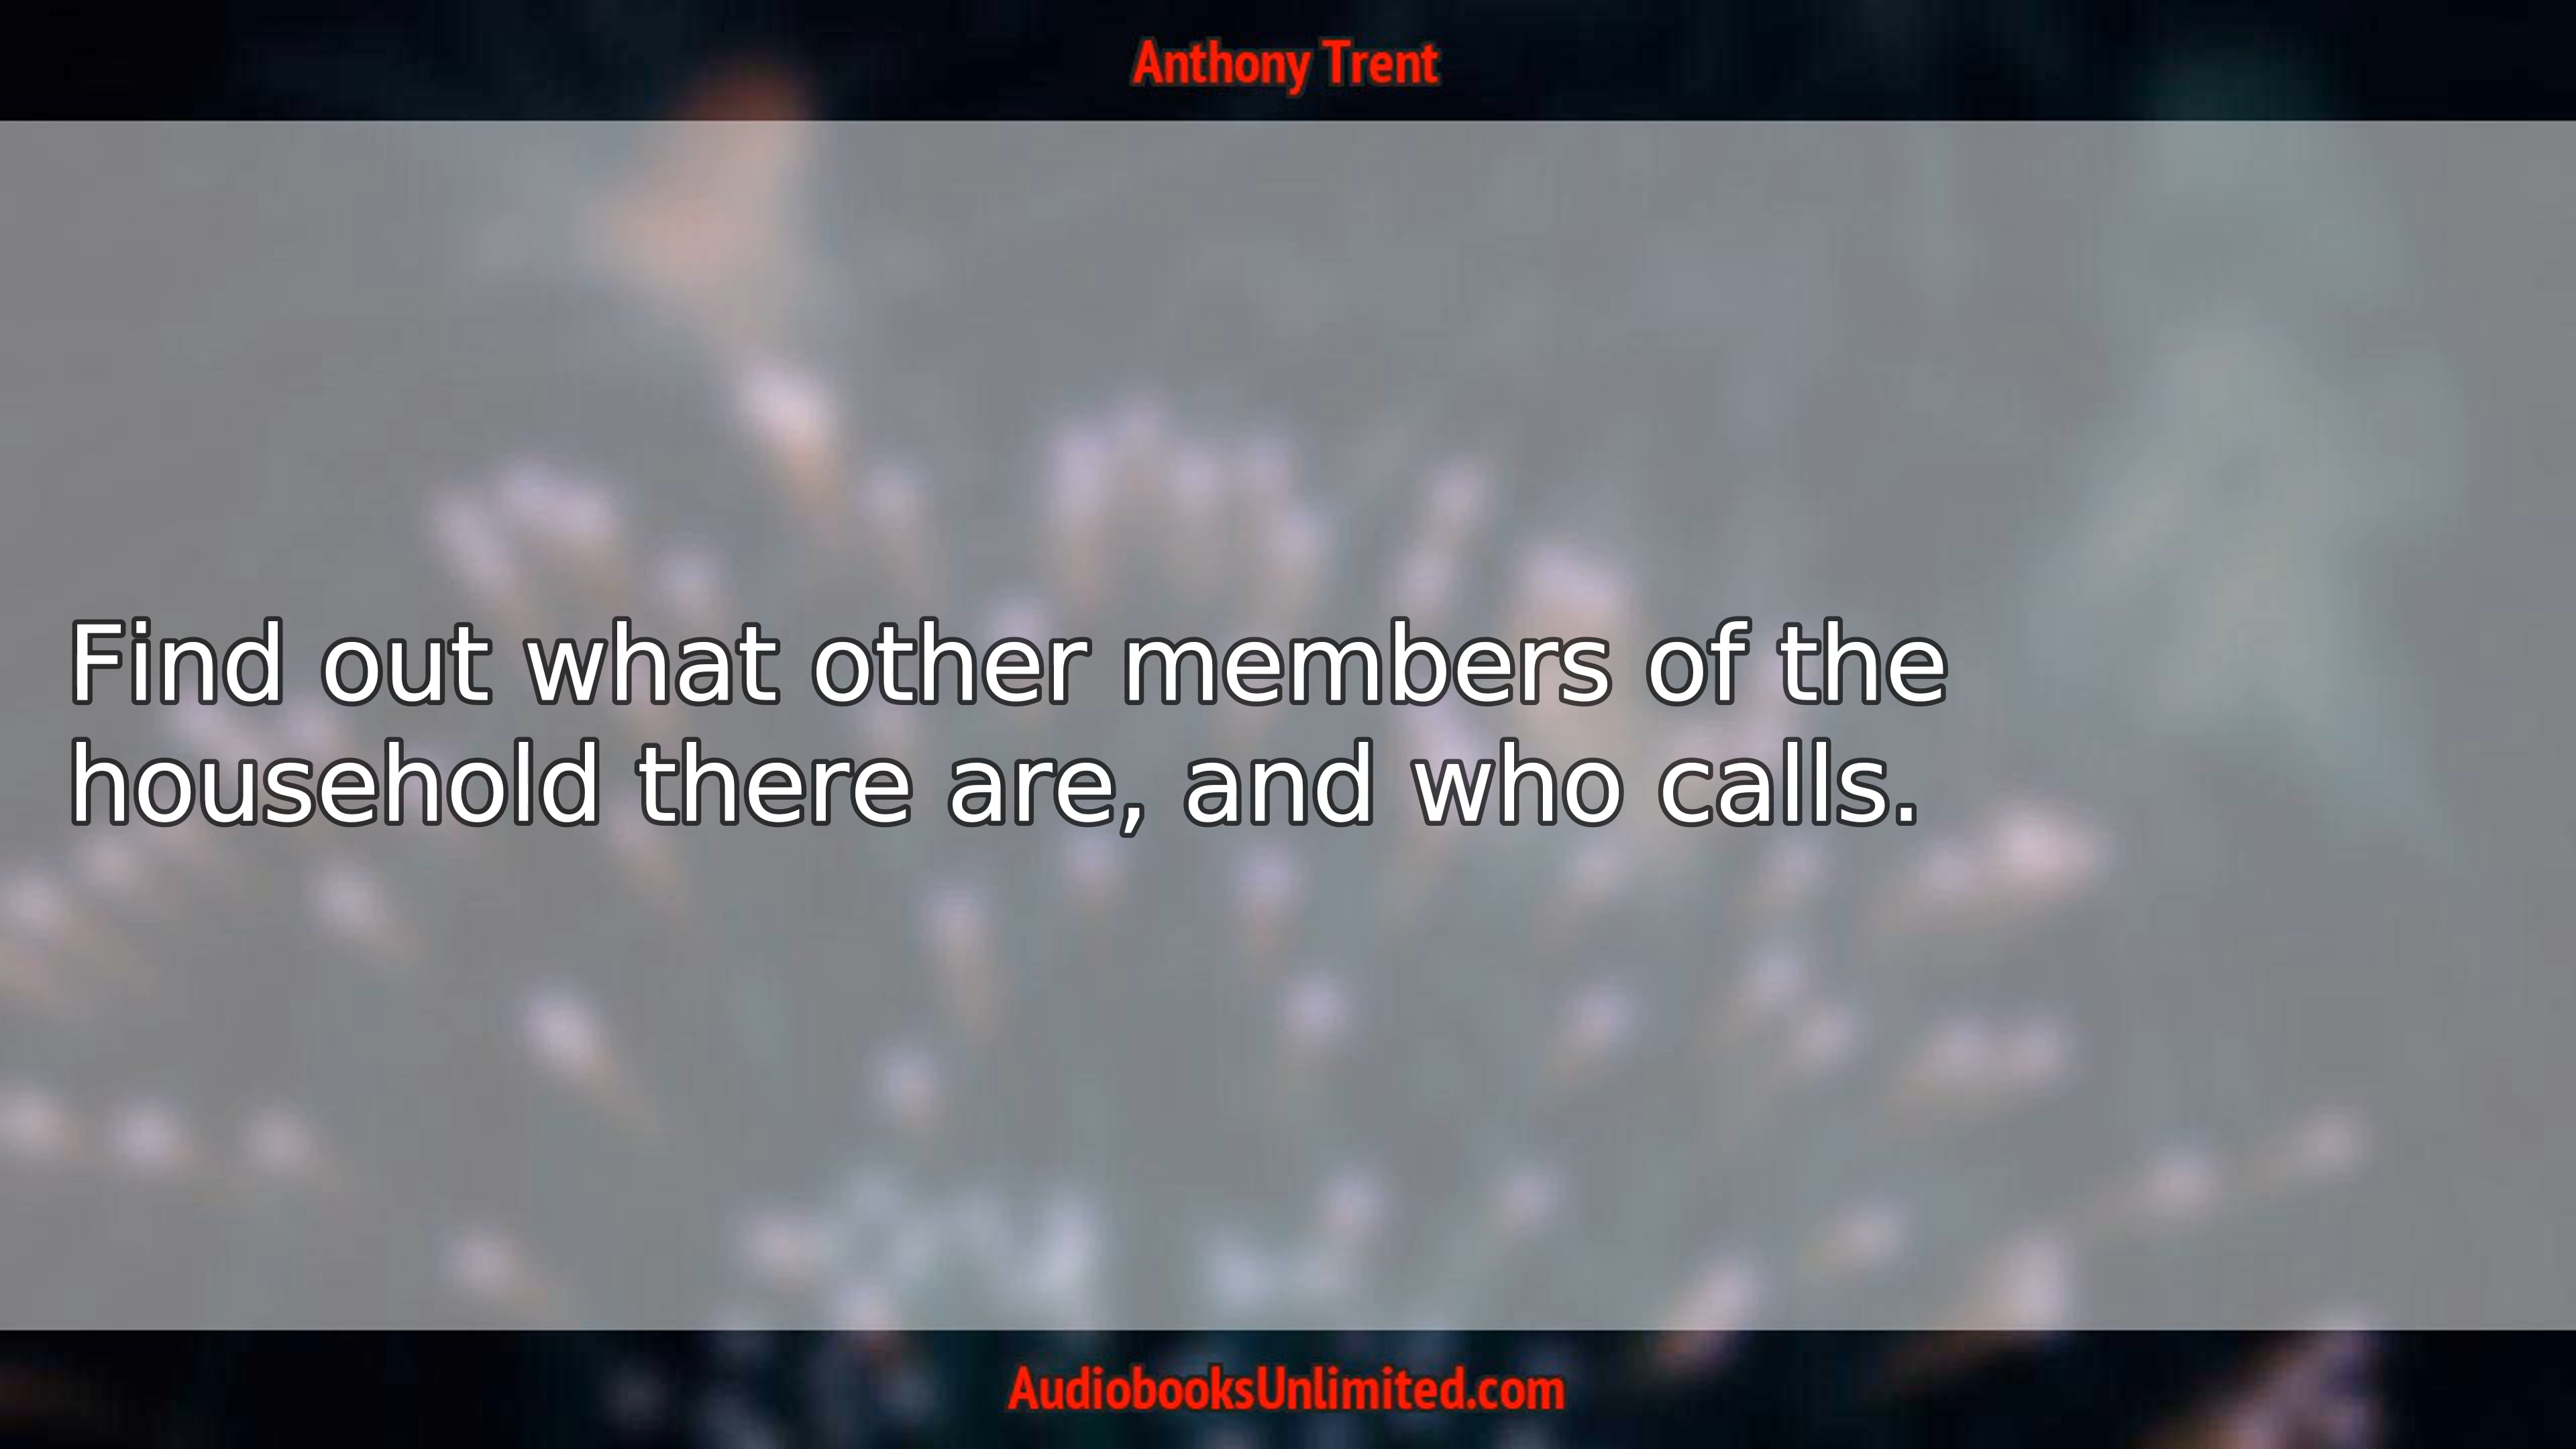 Anthony Trent
Find out what other members of the
household there are, and who calls.
AudiobooksUnlimited.com